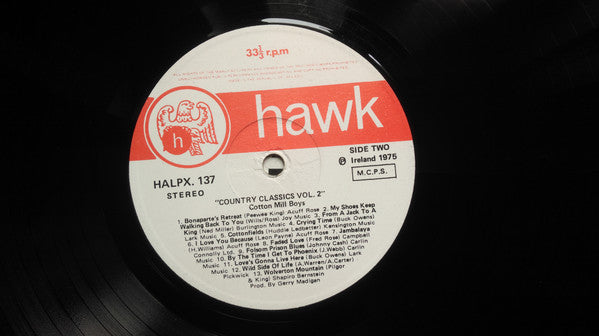 33⅓ r.p.m
hawk
h
HALPX. 137
STEREO
SIDE TWO
℗ Ireland 1975
M.C.P.S.
"COUNTRY CLASSICS VOL. 2"
Cotton Mill Boys
1. Bonaparte's Retreat (Peewee King) Acuff Rose 2. My Shoes Keep
Walking Back To You (Wills/Ross) Joy Music 3. From A Jack To A
King (Ned Miller) Burlington 4. Crying Time (Buck Owens)
Lark Music 5. Cottonfields (Huddie Ledbetter) Kensington Music
6. I Love You Because (Leon Payne) Acuff Rose 7. Jambalaya
(H.Williams) Acuff Rose 8. Faded Love (Fred Rose) Campbell
Connolly Ltd. 9. Folsom Prison Blues (Johnny Cash) Carlin
10. By The Time I Get To Phoenix (J.Webb) Carlin
Music 11. Love's Gonna Live Here (Buck Owens) Lark
Music 12. Wild Side Of Life (A,Warren/A.Carter)
Pickwick 13. Wolverton Mountain (Pilgor
& King) Shapiro Bernstein
Prod. By Gerry Madigan